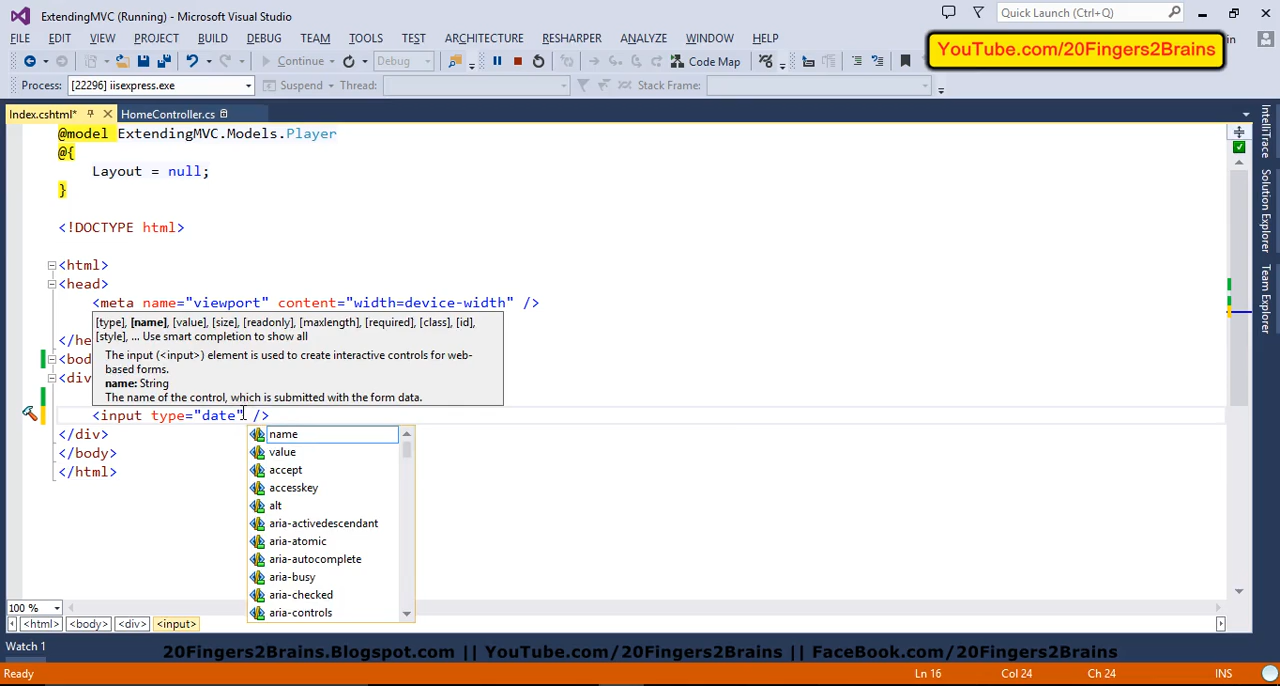 ExtendingMVC (Running) - Microsoft Visual Studio
Quick Launch (Ctrl+Q)
FILE EDIT VIEW PROJECT BUILD DEBUG TEAM TOOLS TEST ARCHITECTURE RESHARPER ANALYZE WINDOW HELP
in
YouTube.com/20Fingers2Brains
Continue Debug Code Map
Process: [22296] iisexpress.exe Suspend Thread: Stack Frame:
Index.cshtml* HomeController.cs
@model ExtendingMVC.Models.Player
@{
Layout = null;
}
<!DOCTYPE html>
<html>
<head>
<meta name="viewport" content="width=device-width" />
[type], [name], [value], [size], [readonly], [maxlength], [required], [class], [id],
[style], ... Use smart completion to show all
</he
The input (<input>) element is used to create interactive controls for web-
<bod
based forms.
<div
name: String
The name of the control, which is submitted with the form data.
<input type="date" />
</div>
</body>
</html>
name
value
accept
accesskey
alt
aria-activedescendant
aria-atomic
aria-autocomplete
aria-busy
aria-checked
aria-controls
IntelliTrace
Solution Explorer
Team Explorer
100 %
<html> <body> <div> <input>
Watch 1
20Fingers2Brains.Blogspot.com || YouTube.com/20Fingers2Brains || FaceBook.com/20Fingers2Brains
Ready Ln 16 Col 24 Ch 24 INS